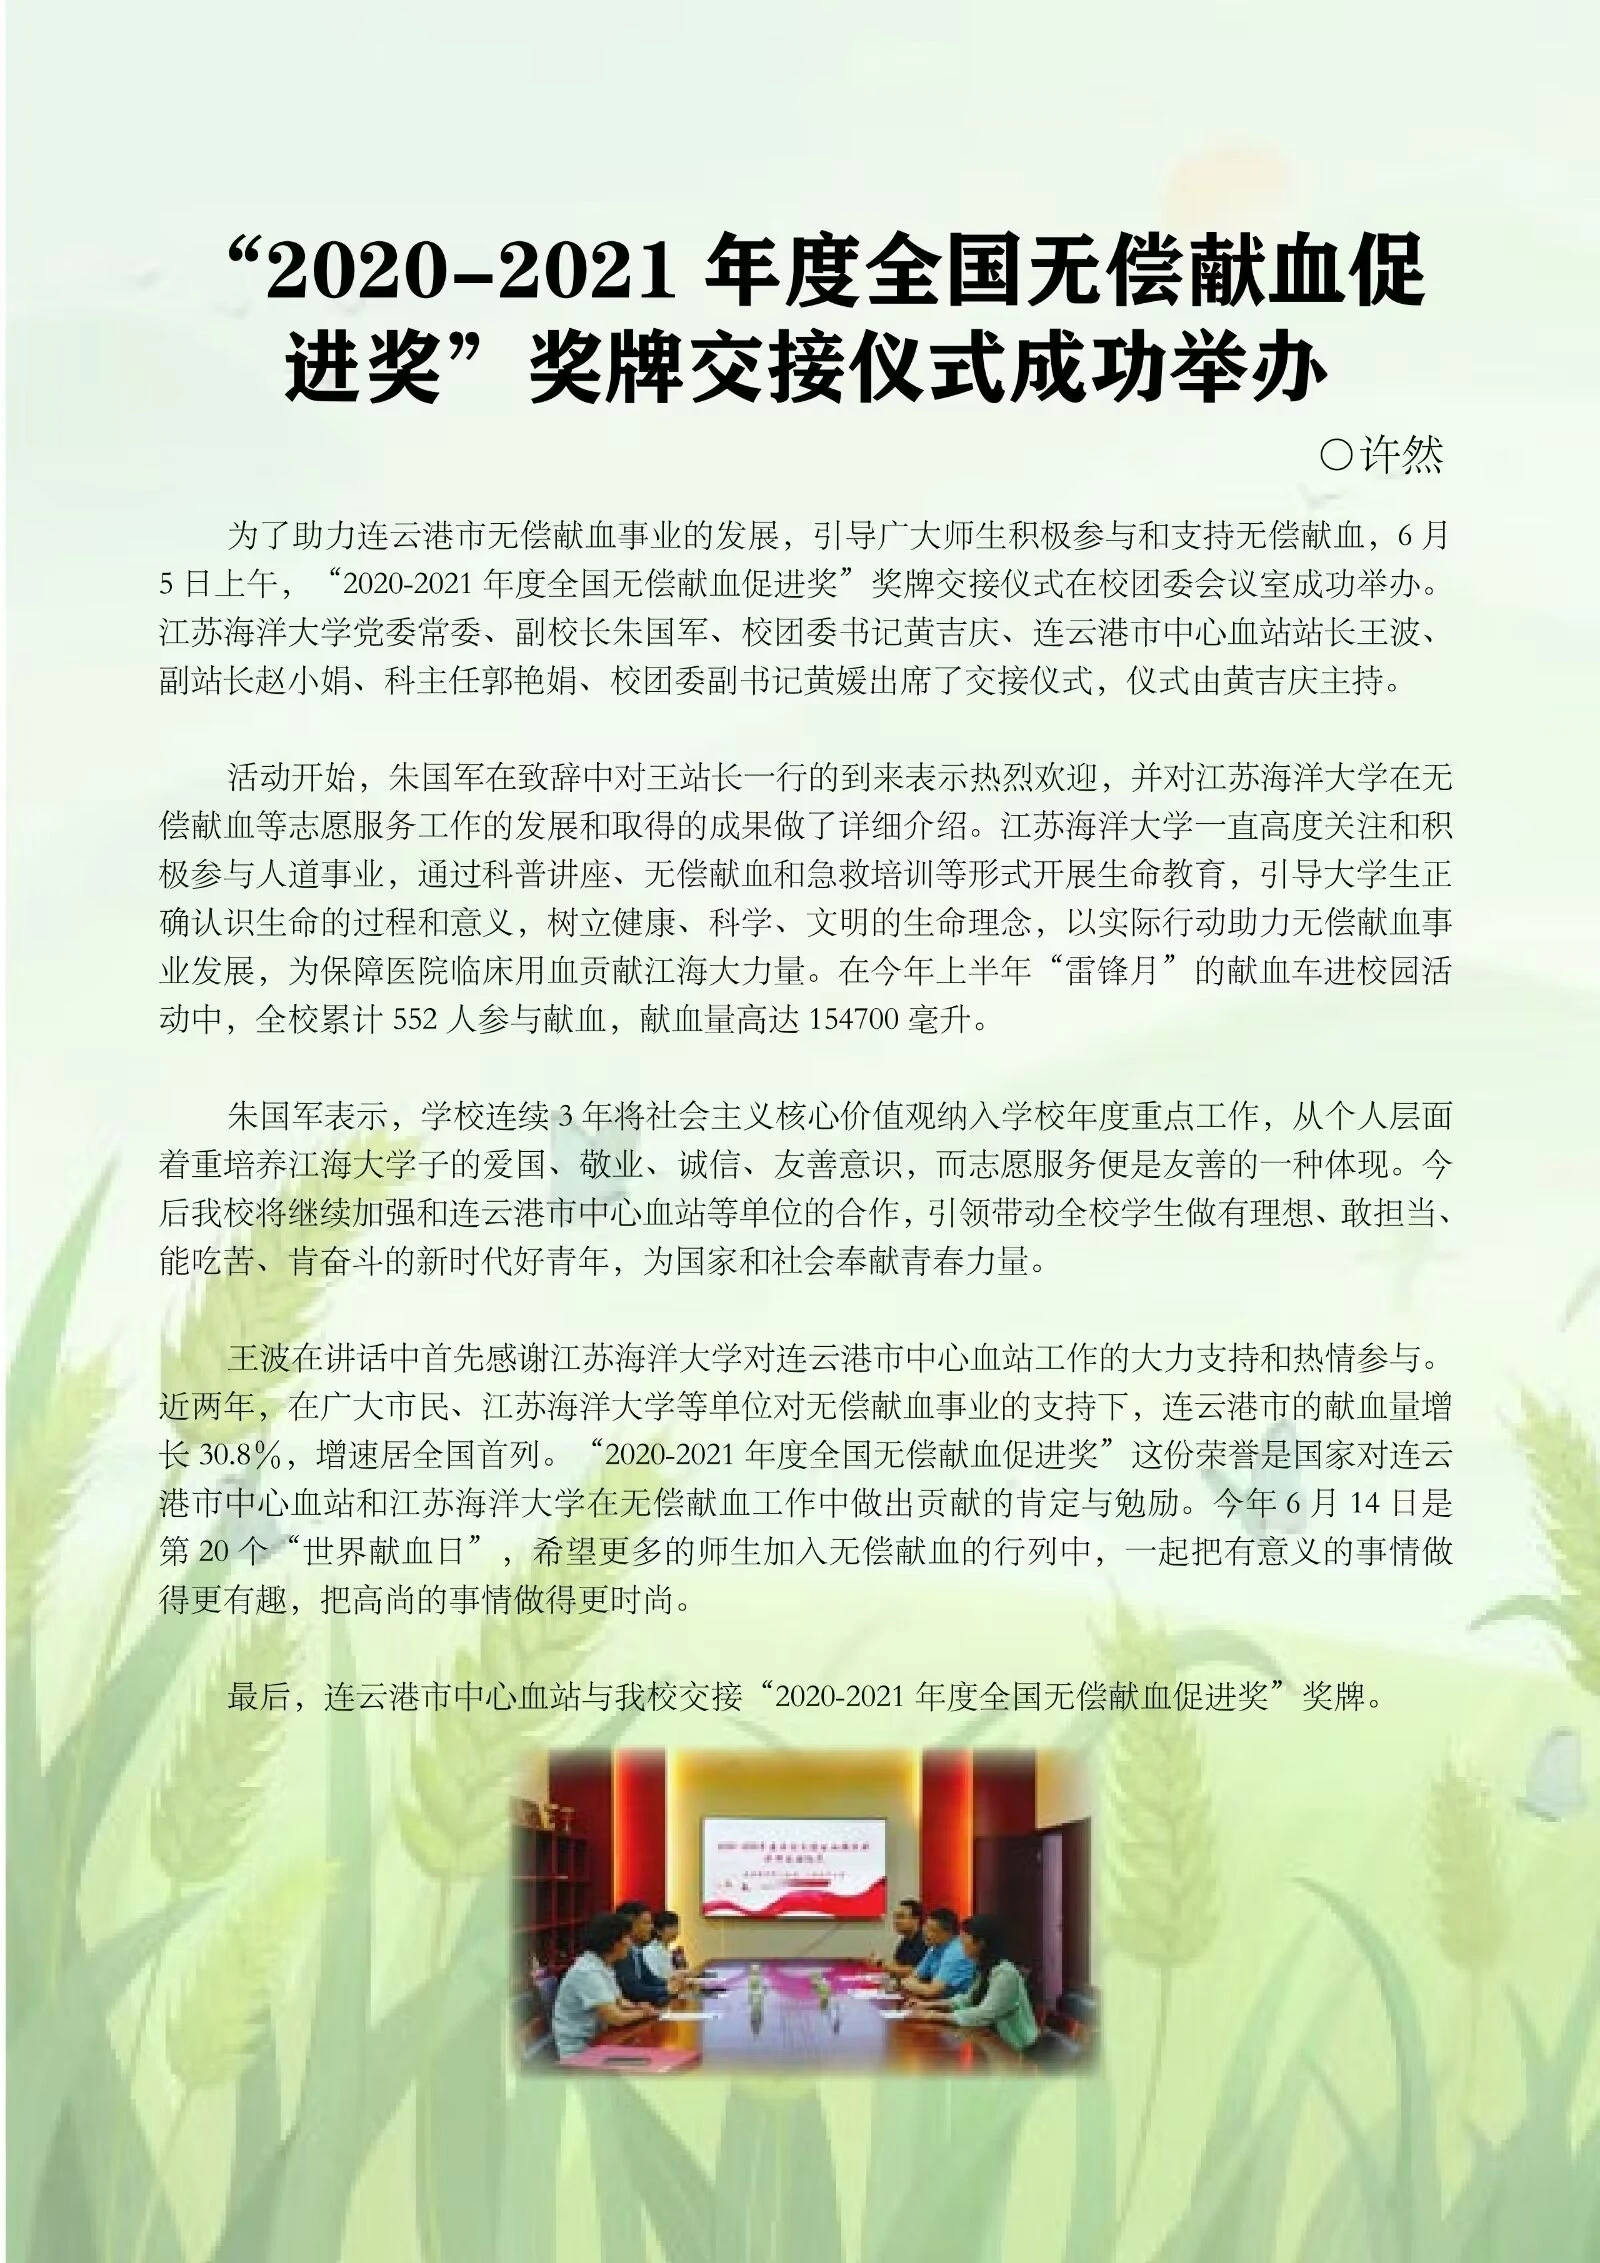 “2020-2021 年度全国无偿献血促
进奖”奖牌交接仪式成功举办
○许然
为了助力连云港市无偿献血事业的发展，引导广大师生积极参与和支持无偿献血，6 月
5 日上午，“2020-2021 年度全国无偿献血促进奖”奖牌交接仪式在校团委会议室成功举办。
江苏海洋大学党委常委、副校长朱国军、校团委书记黄吉庆、连云港市中心血站站长王波、
副站长赵小娟、科主任郭艳娟、校团委副书记黄媛出席了交接仪式，仪式由黄吉庆主持。
活动开始，朱国军在致辞中对王站长一行的到来表示热烈欢迎，并对江苏海洋大学在无
偿献血等志愿服务工作的发展和取得的成果做了详细介绍。江苏海洋大学一直高度关注和积
极参与人道事业，通过科普讲座、无偿献血和急救培训等形式开展生命教育，引导大学生正
确认识生命的过程和意义，树立健康、科学、文明的生命理念，以实际行动助力无偿献血事
业发展，为保障医院临床用血贡献江海大力量。在今年上半年“雷锋月”的献血车进校园活
动中，全校累计 552 人参与献血，献血量高达 154700 毫升。
朱国军表示，学校连续 3 年将社会主义核心价值观纳入学校年度重点工作，从个人层面
着重培养江海大学子的爱国、敬业、诚信、友善意识，而志愿服务便是友善的一种体现。今
后我校将继续加强和连云港市中心血站等单位的合作，引领带动全校学生做有理想、敢担当、
能吃苦、肯奋斗的新时代好青年，为国家和社会奉献青春力量。
王波在讲话中首先感谢江苏海洋大学对连云港市中心血站工作的大力支持和热情参与。
近两年，在广大市民、江苏海洋大学等单位对无偿献血事业的支持下，连云港市的献血量增
长 30.8%，增速居全国首列。“2020-2021 年度全国无偿献血促进奖”这份荣誉是国家对连云
港市中心血站和江苏海洋大学在无偿献血工作中做出贡献的肯定与勉励。今年 6 月 14 日是
第 20 个“世界献血日”，希望更多的师生加入无偿献血的行列中，一起把有意义的事情做
得更有趣，把高尚的事情做得更时尚。
最后，连云港市中心血站与我校交接“2020-2021 年度全国无偿献血促进奖”奖牌。